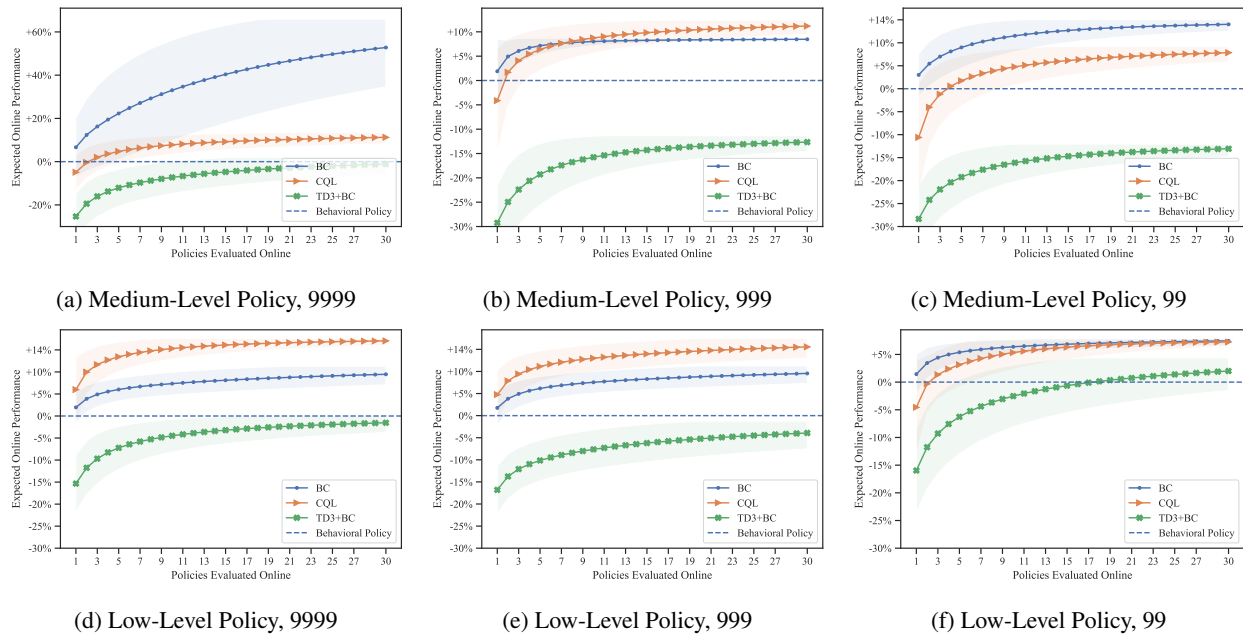 Expected Online Performance
+60%
+40%
+20%
0%
-20%
BC
CQL
TD3+BC
Behavioral Policy
1 3 5 7 9 11 13 15 17 19 21 23 25 27 30
Policies Evaluated Online
(a) Medium-Level Policy, 9999
Expected Online Performance
+10%
+5%
0%
-5%
-10%
-15%
-20%
-25%
-30%
BC
CQL
TD3+BC
Behavioral Policy
1 3 5 7 9 11 13 15 17 19 21 23 25 27 30
Policies Evaluated Online
(b) Medium-Level Policy, 999
Expected Online Performance
+14%
+10%
+5%
0%
-5%
-10%
-15%
-20%
-25%
-30%
BC
CQL
TD3+BC
Behavioral Policy
1 3 5 7 9 11 13 15 17 19 21 23 25 27 30
Policies Evaluated Online
(c) Medium-Level Policy, 99
Expected Online Performance
+14%
+10%
+5%
0%
-5%
-10%
-15%
-20%
-25%
-30%
BC
CQL
TD3+BC
Behavioral Policy
1 3 5 7 9 11 13 15 17 19 21 23 25 27 30
Policies Evaluated Online
(d) Low-Level Policy, 9999
Expected Online Performance
+14%
+10%
+5%
0%
-5%
-10%
-15%
-20%
-25%
-30%
BC
CQL
TD3+BC
Behavioral Policy
1 3 5 7 9 11 13 15 17 19 21 23 25 27 30
Policies Evaluated Online
(e) Low-Level Policy, 999
Expected Online Performance
+5%
0%
-5%
-10%
-15%
-20%
-25%
-30%
BC
CQL
TD3+BC
Behavioral Policy
1 3 5 7 9 11 13 15 17 19 21 23 25 27 30
Policies Evaluated Online
(f) Low-Level Policy, 99